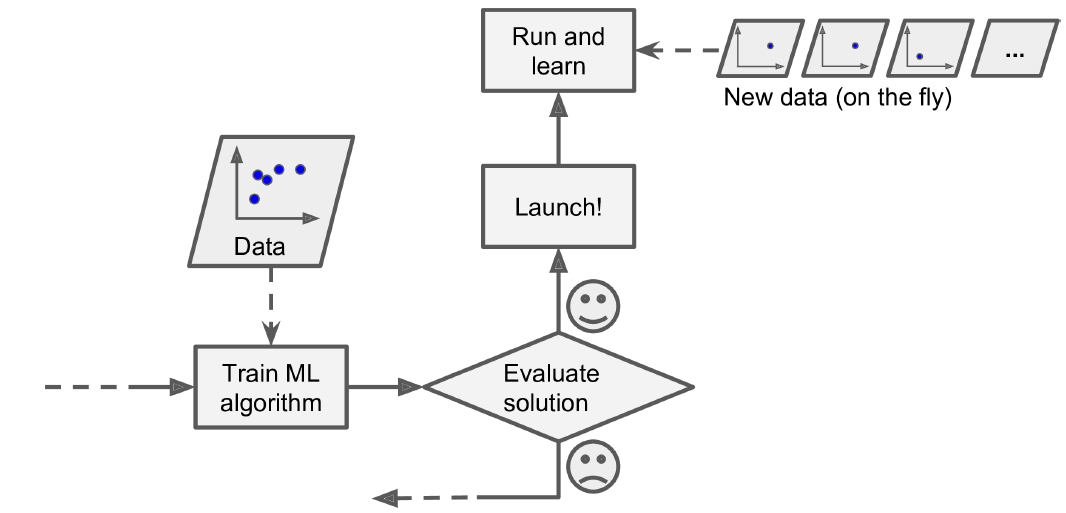 Run and
learn
...
New data (on the fly)
Launch!
Data
Train ML
algorithm
Evaluate
solution